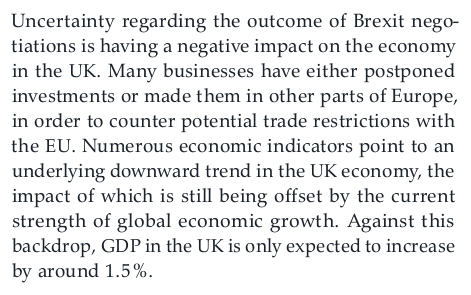 Uncertainty regarding the outcome of Brexit nego-
tiations is having a negative impact on the economy
in the UK. Many businesses have either postponed
investments or made them in other parts of Europe,
in order to counter potential trade restrictions with
the EU. Numerous economic indicators point to an
underlying downward trend in the UK economy, the
impact of which is still being offset by the current
strength of global economic growth. Against this
backdrop, GDP in the UK is only expected to increase
by around 1.5%.